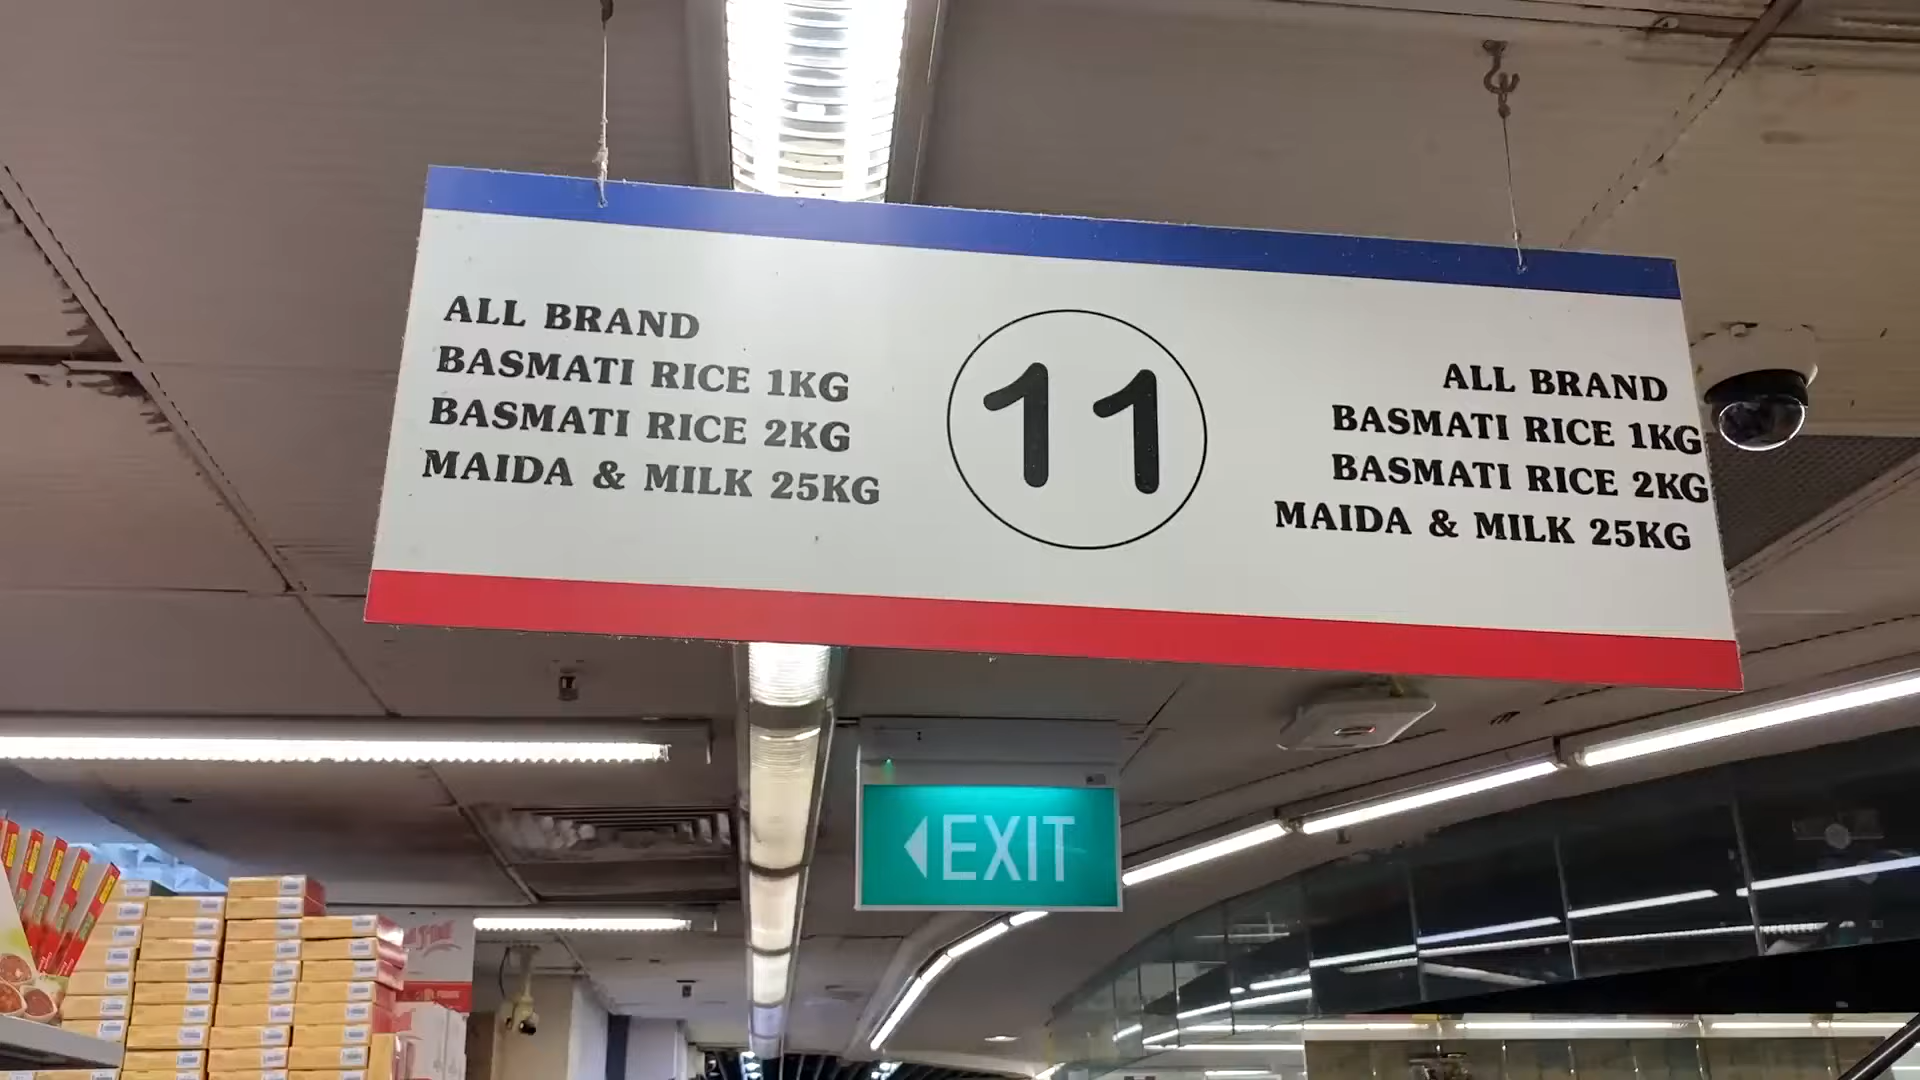 ALL BRAND
BASMATI RICE 1KG
BASMATI RICE 2KG
MAIDA & MILK 25KG
11
ALL BRAND
BASMATI RICE 1KG
BASMATI RICE 2KG
MAIDA & MILK 25KG
EXIT